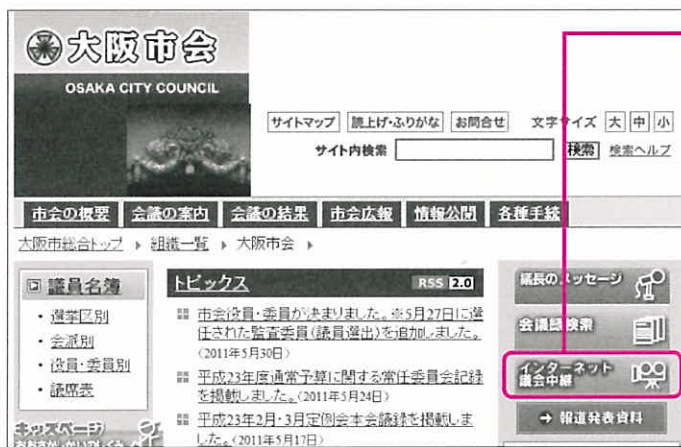 大阪市会
OSAKA CITY COUNCIL
サイトマップ 読上げ・ふりがな お問合せ 文字サイズ 大 中 小
サイト内検索 検索 検索ヘルプ
市会の概要 会議の案内 会議の結果 市会広報 情報公開 各種手続
大阪市総合トップ 組織一覧 大阪市会
議員名簿
・選挙区別
・会派別
・役員・委員別
・議席表
キッズページ
おおさかしかいのしくみ
トピックス RSS 2.0
市会役員・委員が決まりました。※5月27日に選
任された監査委員(議員選出)を追加しました。
(2011年5月30日)
平成23年度通常予算に関する常任委員会記録
を掲載しました。(2011年5月24日)
平成23年2月・3月定例会本会議録を掲載しま
した。(2011年5月17日)
議長のメッセージ
会議録検索
インターネット
議会中継
→ 報道発表資料